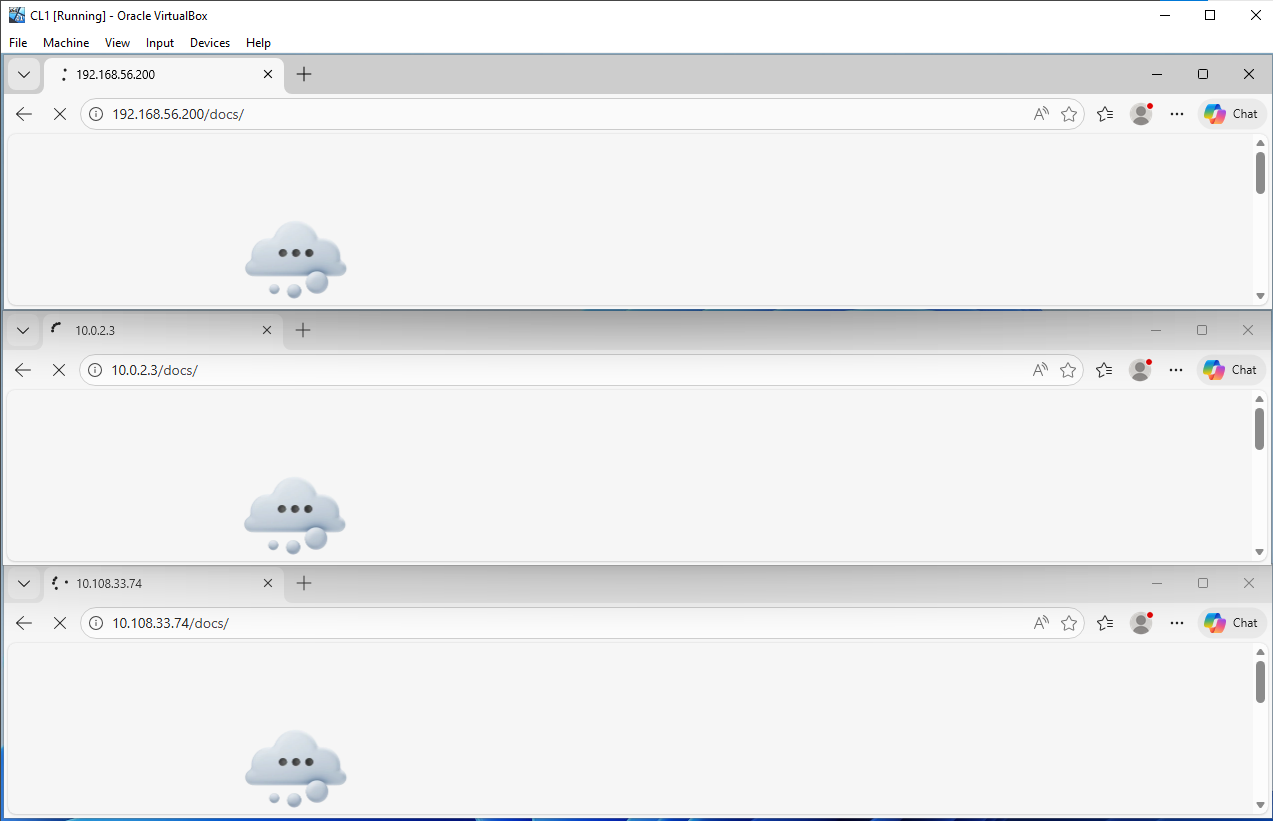 CL1 [Running] - Oracle VirtualBox
File Machine View Input Devices Help
192.168.56.200
192.168.56.200/docs/
Chat
10.0.2.3
10.0.2.3/docs/
Chat
10.108.33.74
10.108.33.74/docs/
Chat